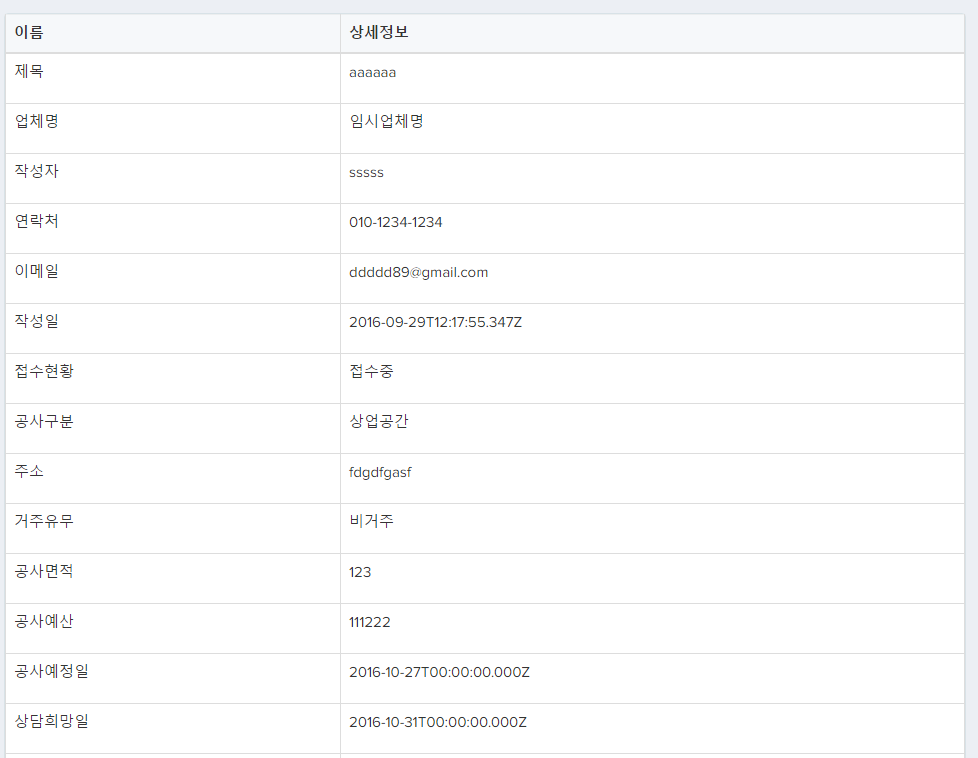 이름 상세정보
제목 aaaaaa
업체명 임시업체명
작성자 sssss
연락처 010-1234-1234
이메일 ddddd89@gmail.com
작성일 2016-09-29T12:17:55.347Z
접수현황 접수중
공사구분 상업공간
주소 fdgdfgasf
거주유무 비거주
공사면적 123
공사예산 111222
공사예정일 2016-10-27T00:00:00.000Z
상담희망일 2016-10-31T00:00:00.000Z